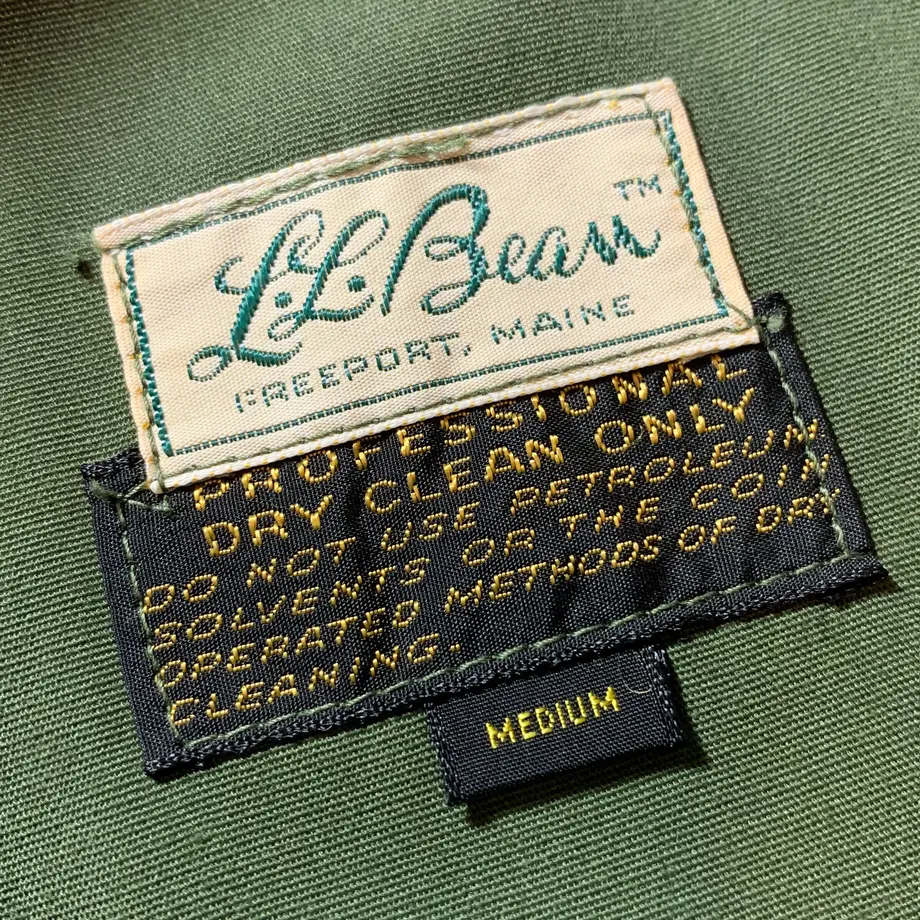 L.L.Bean™
FREEPORT, MAINE
PROFESSIONAL
DRY CLEAN ONLY
DO NOT USE PETROLEUM
SOLVENTS OR THE COIN
OPERATED METHODS OF DRY
CLEANING.
MEDIUM